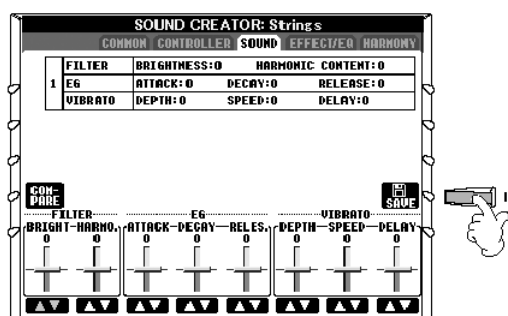 SOUND CREATOR: Strings
COMMON CONTROLLER SOUND EFFECT/EQ HARMONY
1
FILTER BRIGHTNESS:0 HARMONIC CONTENT:0
EG ATTACK:0 DECAY:0 RELEASE:0
VIBRATO DEPTH:0 SPEED:0 DELAY:0
COM-
PARE
SAVE
FILTER EG VIBRATO
BRIGHT-HARMO. ATTACK-DECAY-RELES. DEPTH-SPEED-DELAY
0 0 0 0 0 0 0 0